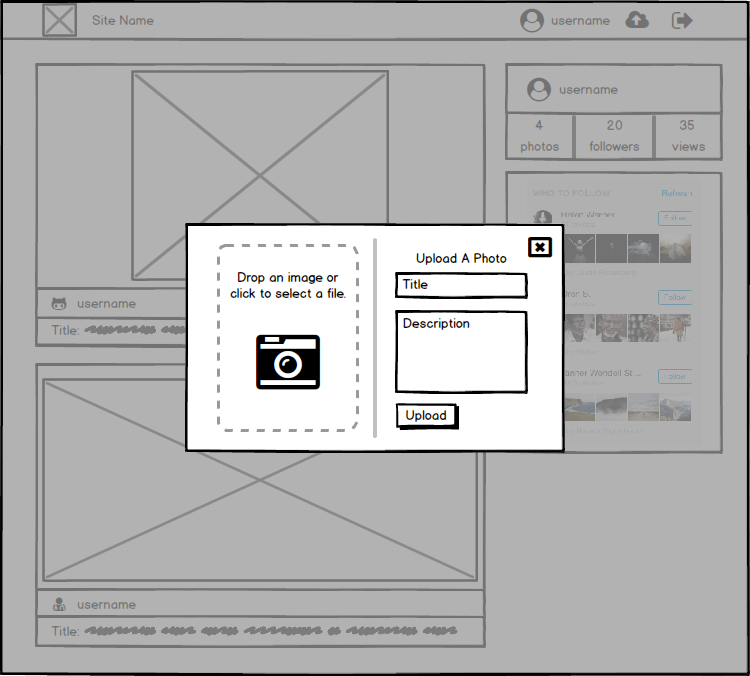 Site Name
username
username
4
20
35
photos
followers
views
WHO TO FOLLOW
Refresh
Follow
Follow
Follow
Upload A Photo
Drop an image or
click to select a file.
Title
Description
Upload
username
Title:
username
Title: